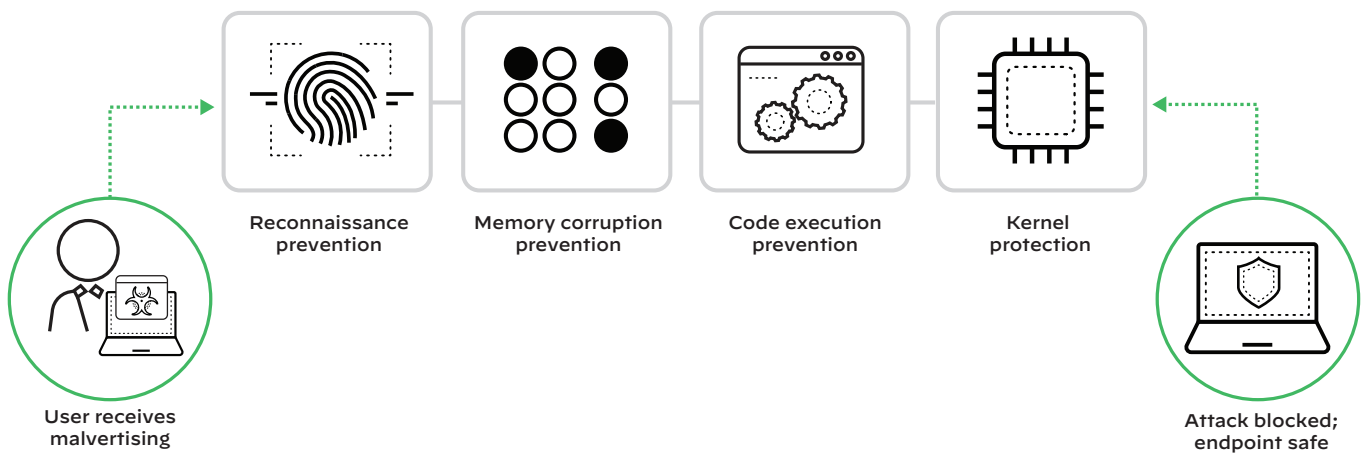 Reconnaissance
prevention
Memory corruption
prevention
Code execution
prevention
Kernel
protection
User receives
malvertising
Attack blocked;
endpoint safe